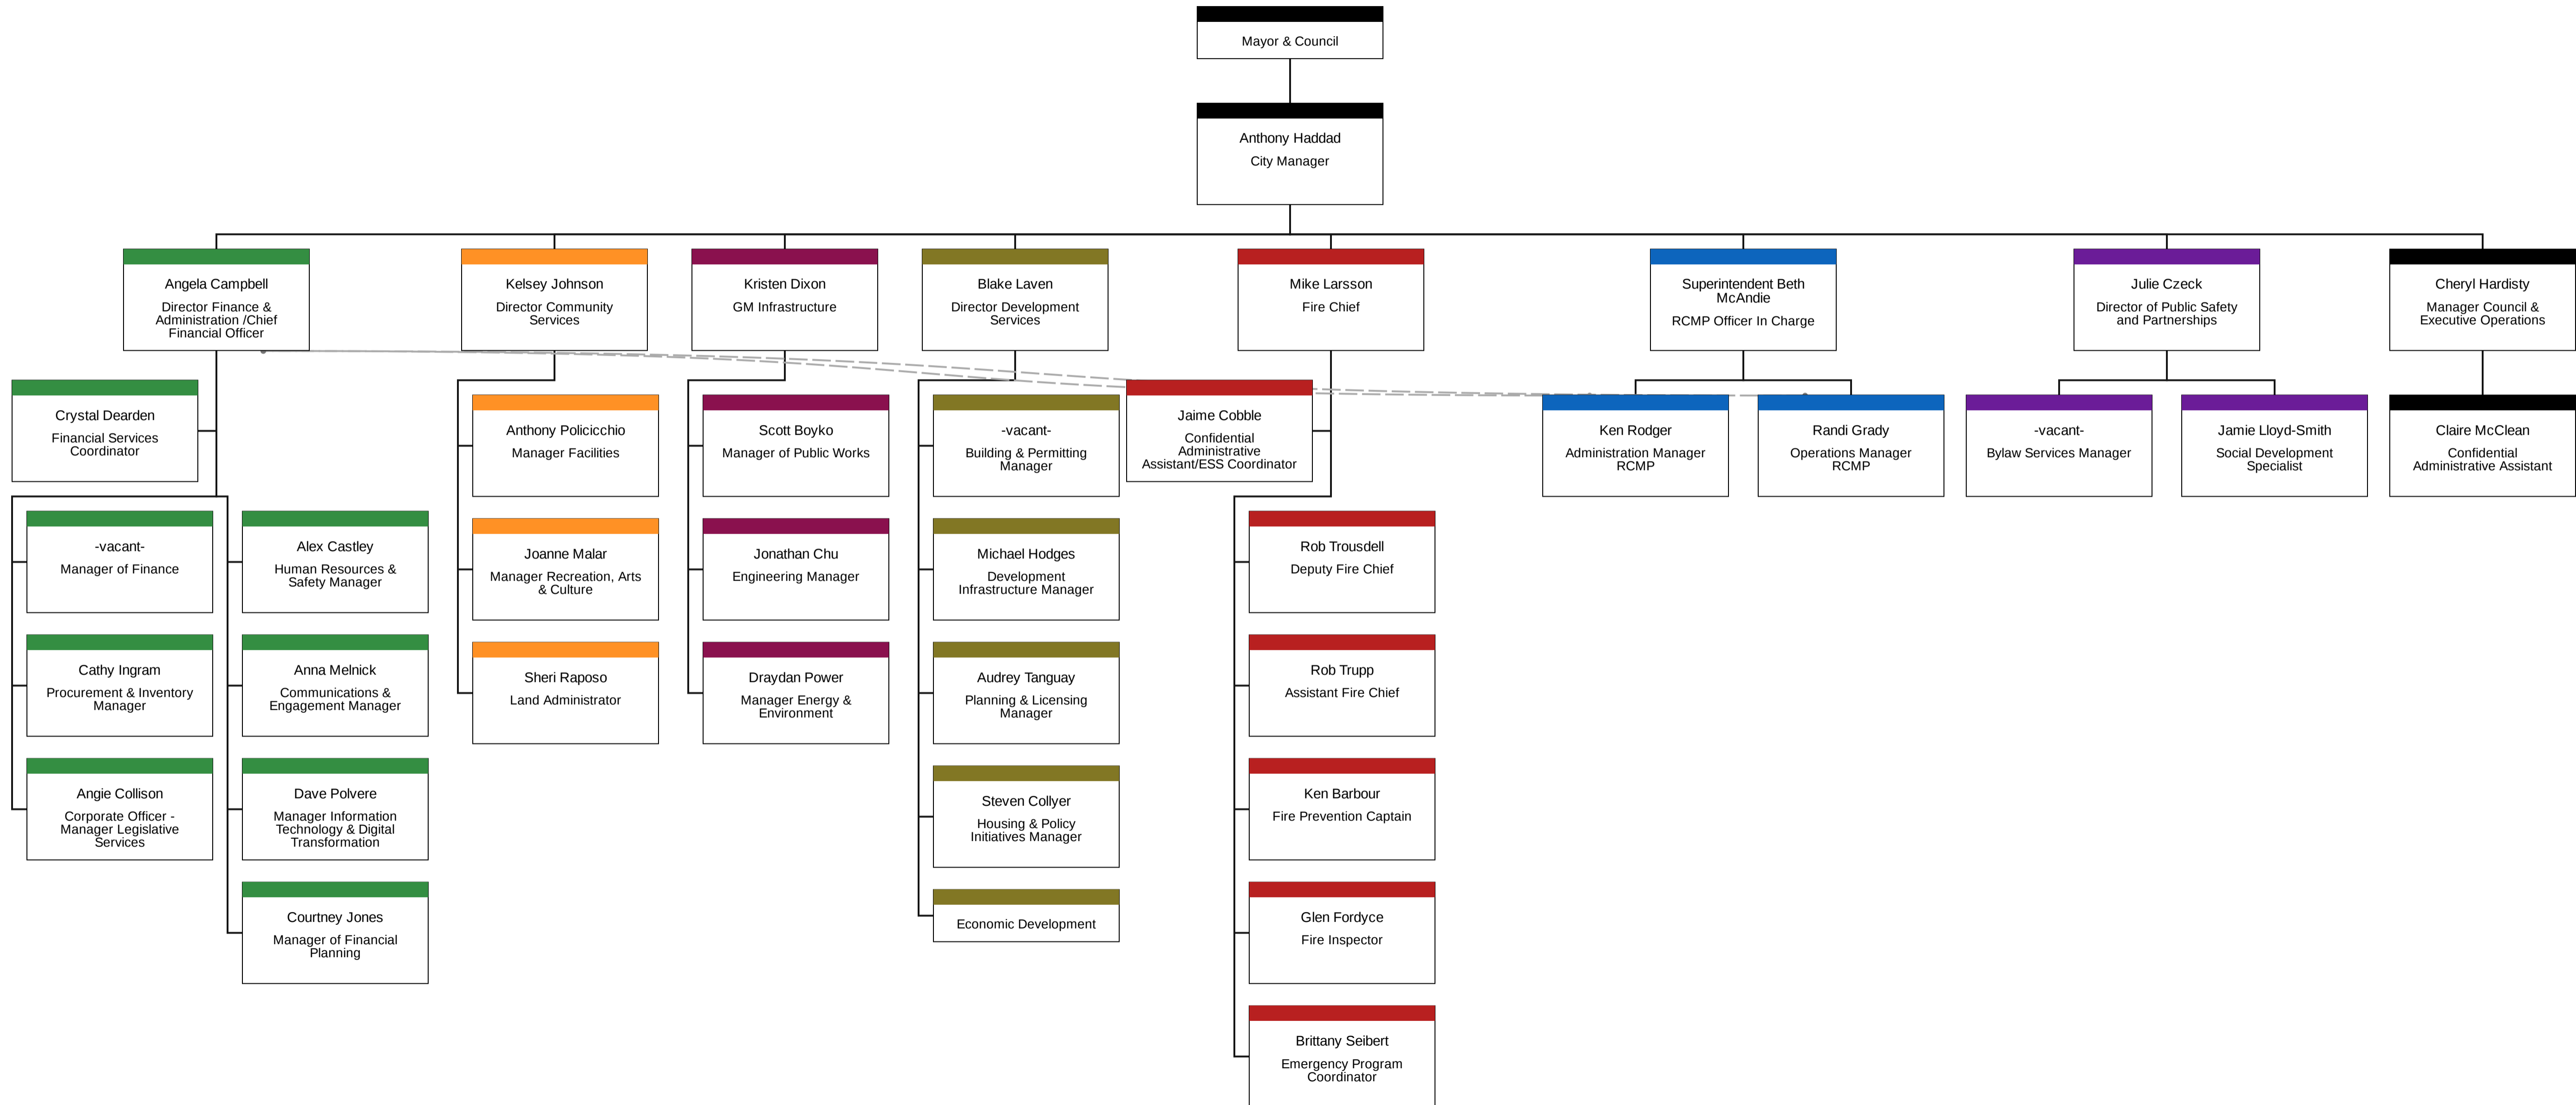 Mayor & Council
Anthony Haddad
City Manager
Angela Campbell
Director Finance &
Administration /Chief
Financial Officer
Kelsey Johnson
Director Community
Services
Kristen Dixon
GM Infrastructure
Blake Laven
Director Development
Services
Mike Larsson
Fire Chief
Superintendent Beth
McAndie
RCMP Officer In Charge
Julie Czeck
Director of Public Safety
and Partnerships
Cheryl Hardisty
Manager Council &
Executive Operations
Crystal Dearden
Financial Services
Coordinator
-vacant-
Manager of Finance
Cathy Ingram
Procurement & Inventory
Manager
Angie Collison
Corporate Officer -
Manager Legislative
Services
Alex Castley
Human Resources &
Safety Manager
Anna Melnick
Communications &
Engagement Manager
Dave Polvere
Manager Information
Technology & Digital
Transformation
Courtney Jones
Manager of Financial
Planning
Anthony Policicchio
Manager Facilities
Joanne Malar
Manager Recreation, Arts
& Culture
Sheri Raposo
Land Administrator
Scott Boyko
Manager of Public Works
Jonathan Chu
Engineering Manager
Draydan Power
Manager Energy &
Environment
-vacant-
Building & Permitting
Manager
Michael Hodges
Development
Infrastructure Manager
Audrey Tanguay
Planning & Licensing
Manager
Steven Collyer
Housing & Policy
Initiatives Manager
Economic Development
Jaime Cobble
Confidential
Administrative
Assistant/ESS Coordinator
Rob Trousdell
Deputy Fire Chief
Rob Trupp
Assistant Fire Chief
Ken Barbour
Fire Prevention Captain
Glen Fordyce
Fire Inspector
Brittany Seibert
Emergency Program
Coordinator
Ken Rodger
Administration Manager
RCMP
Randi Grady
Operations Manager
RCMP
-vacant-
Bylaw Services Manager
Jamie Lloyd-Smith
Social Development
Specialist
Claire McClean
Confidential
Administrative Assistant